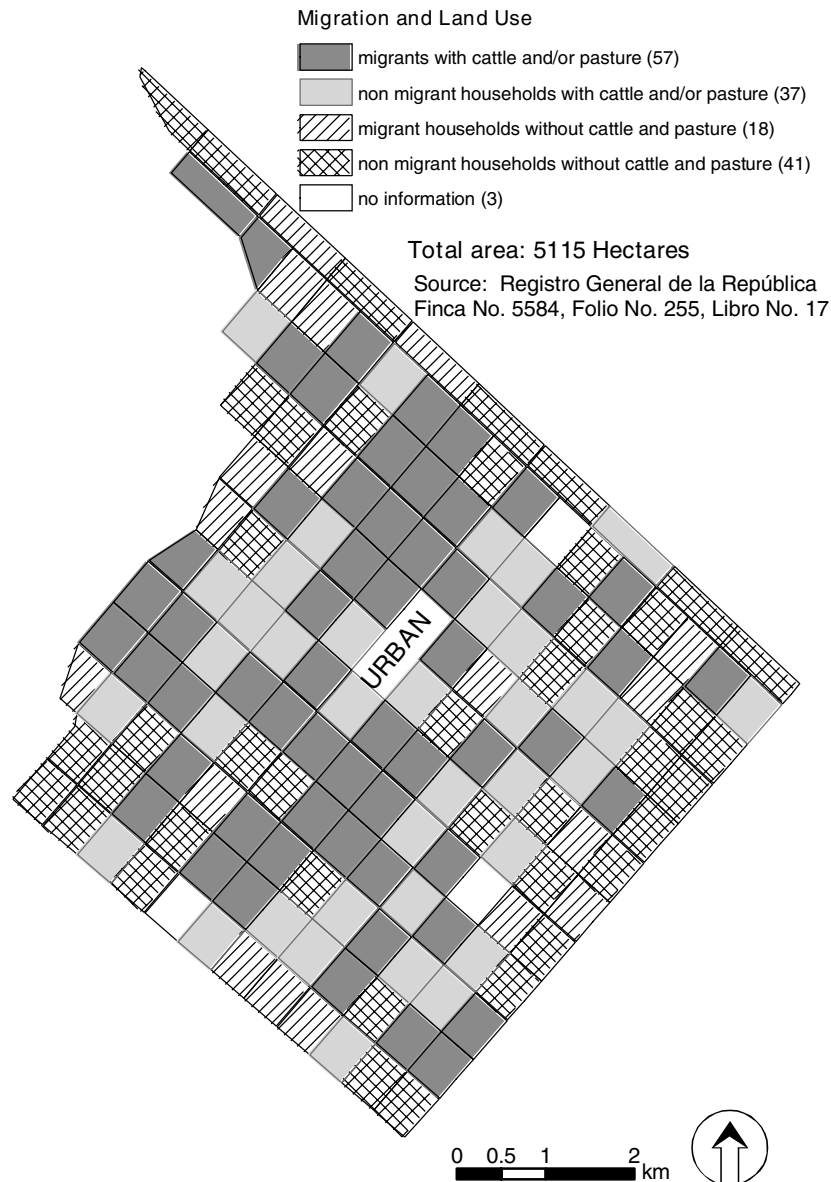 Migration and Land Use
migrants with cattle and/or pasture (57)
non migrant households with cattle and/or pasture (37)
migrant households without cattle and pasture (18)
non migrant households without cattle and pasture (41)
no information (3)
Total area: 5115 Hectares
Source: Registro General de la República
Finca No. 5584, Folio No. 255, Libro No. 17
URBAN
0 0.5 1 2
km